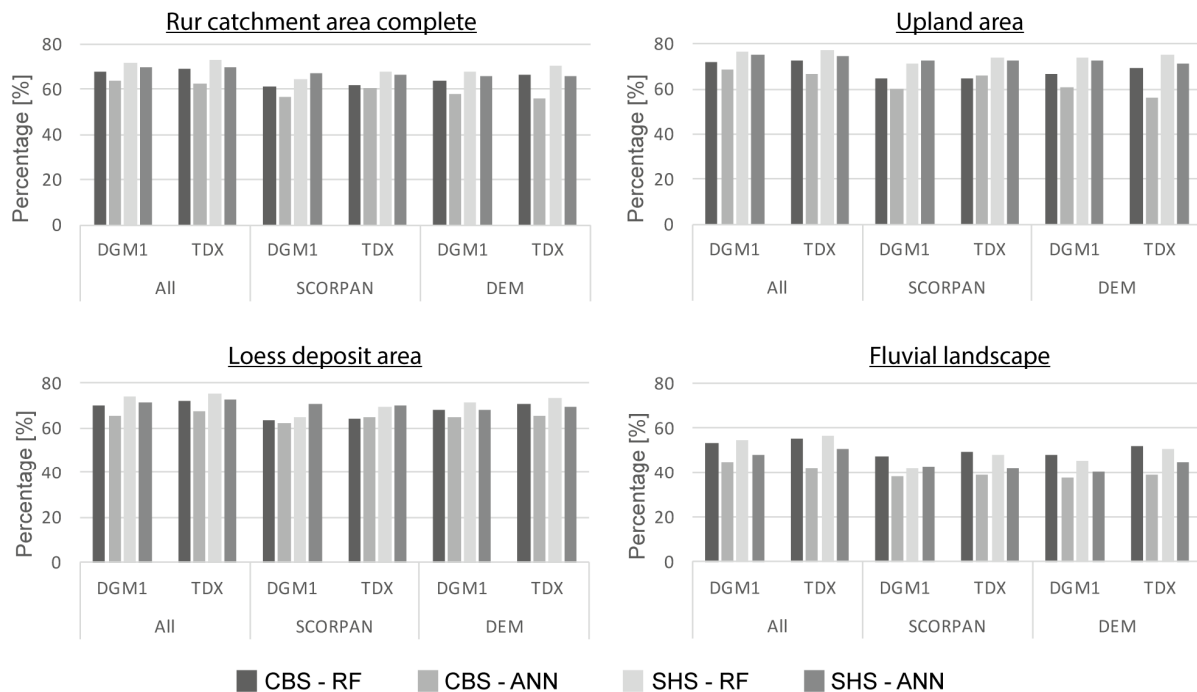 Rur catchment area complete
Percentage [%]
80
60
40
20
0
DGM1 TDX DGM1 TDX DGM1 TDX
All SCORPAN DEM
Upland area
Percentage [%]
80
60
40
20
0
DGM1 TDX DGM1 TDX DGM1 TDX
All SCORPAN DEM
Loess deposit area
Percentage [%]
80
60
40
20
0
DGM1 TDX DGM1 TDX DGM1 TDX
All SCORPAN DEM
Fluvial landscape
Percentage [%]
80
60
40
20
0
DGM1 TDX DGM1 TDX DGM1 TDX
All SCORPAN DEM
CBS - RF CBS - ANN SHS - RF SHS - ANN